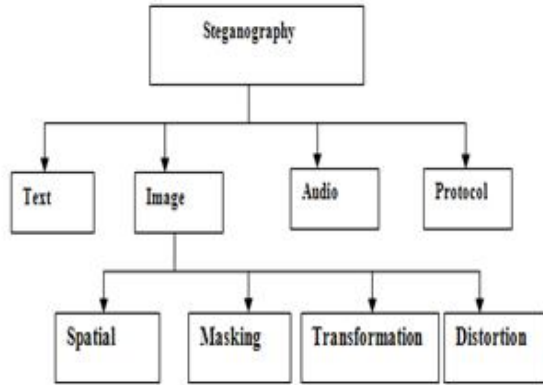 Steganography
Text
Image
Audio
Protocol
Spatial
Masking
Transformation
Distortion